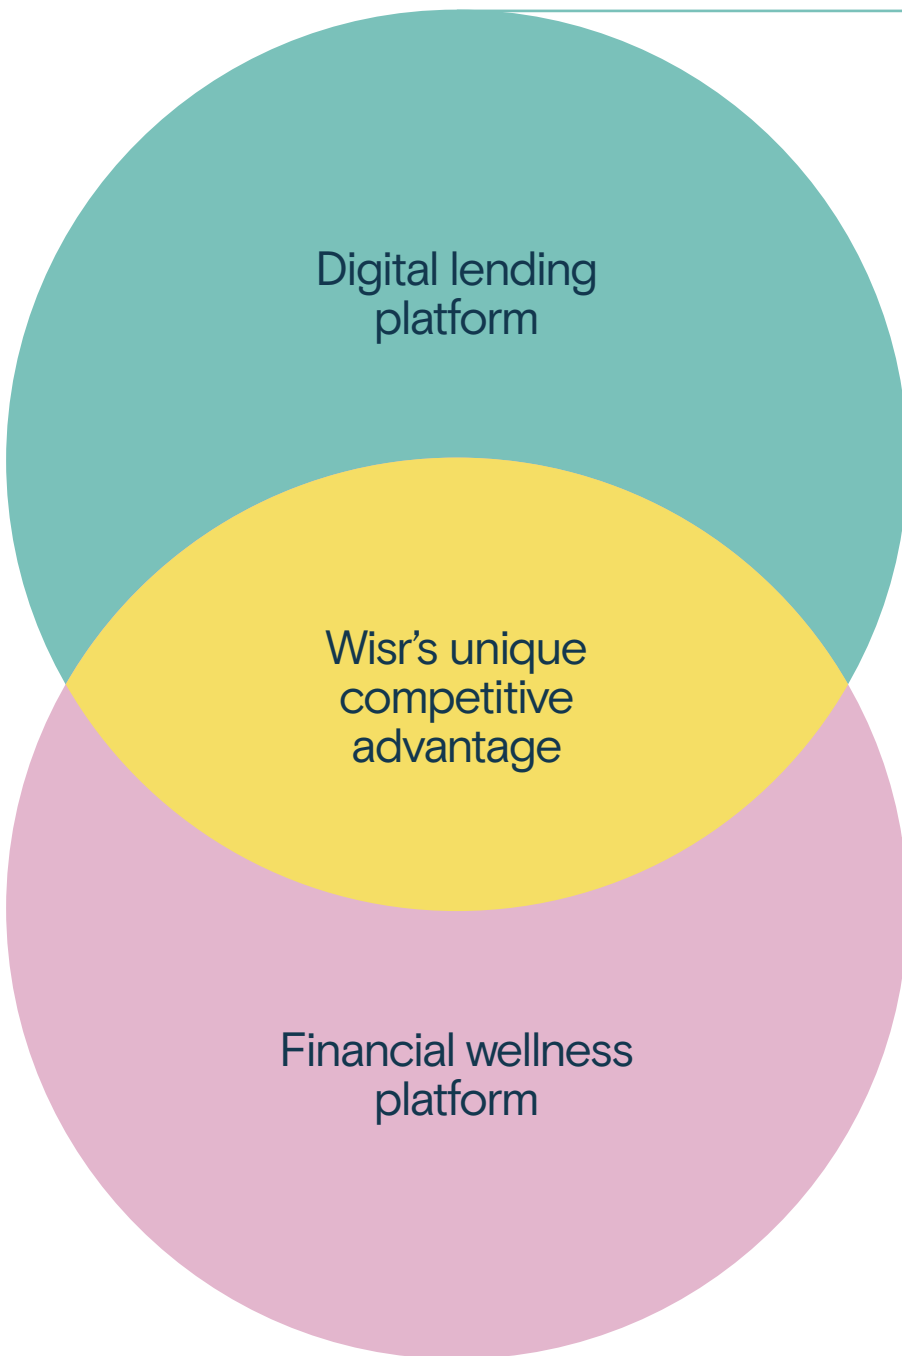 Digital lending
platform
Wisr’s unique
competitive
advantage
Financial wellness
platform